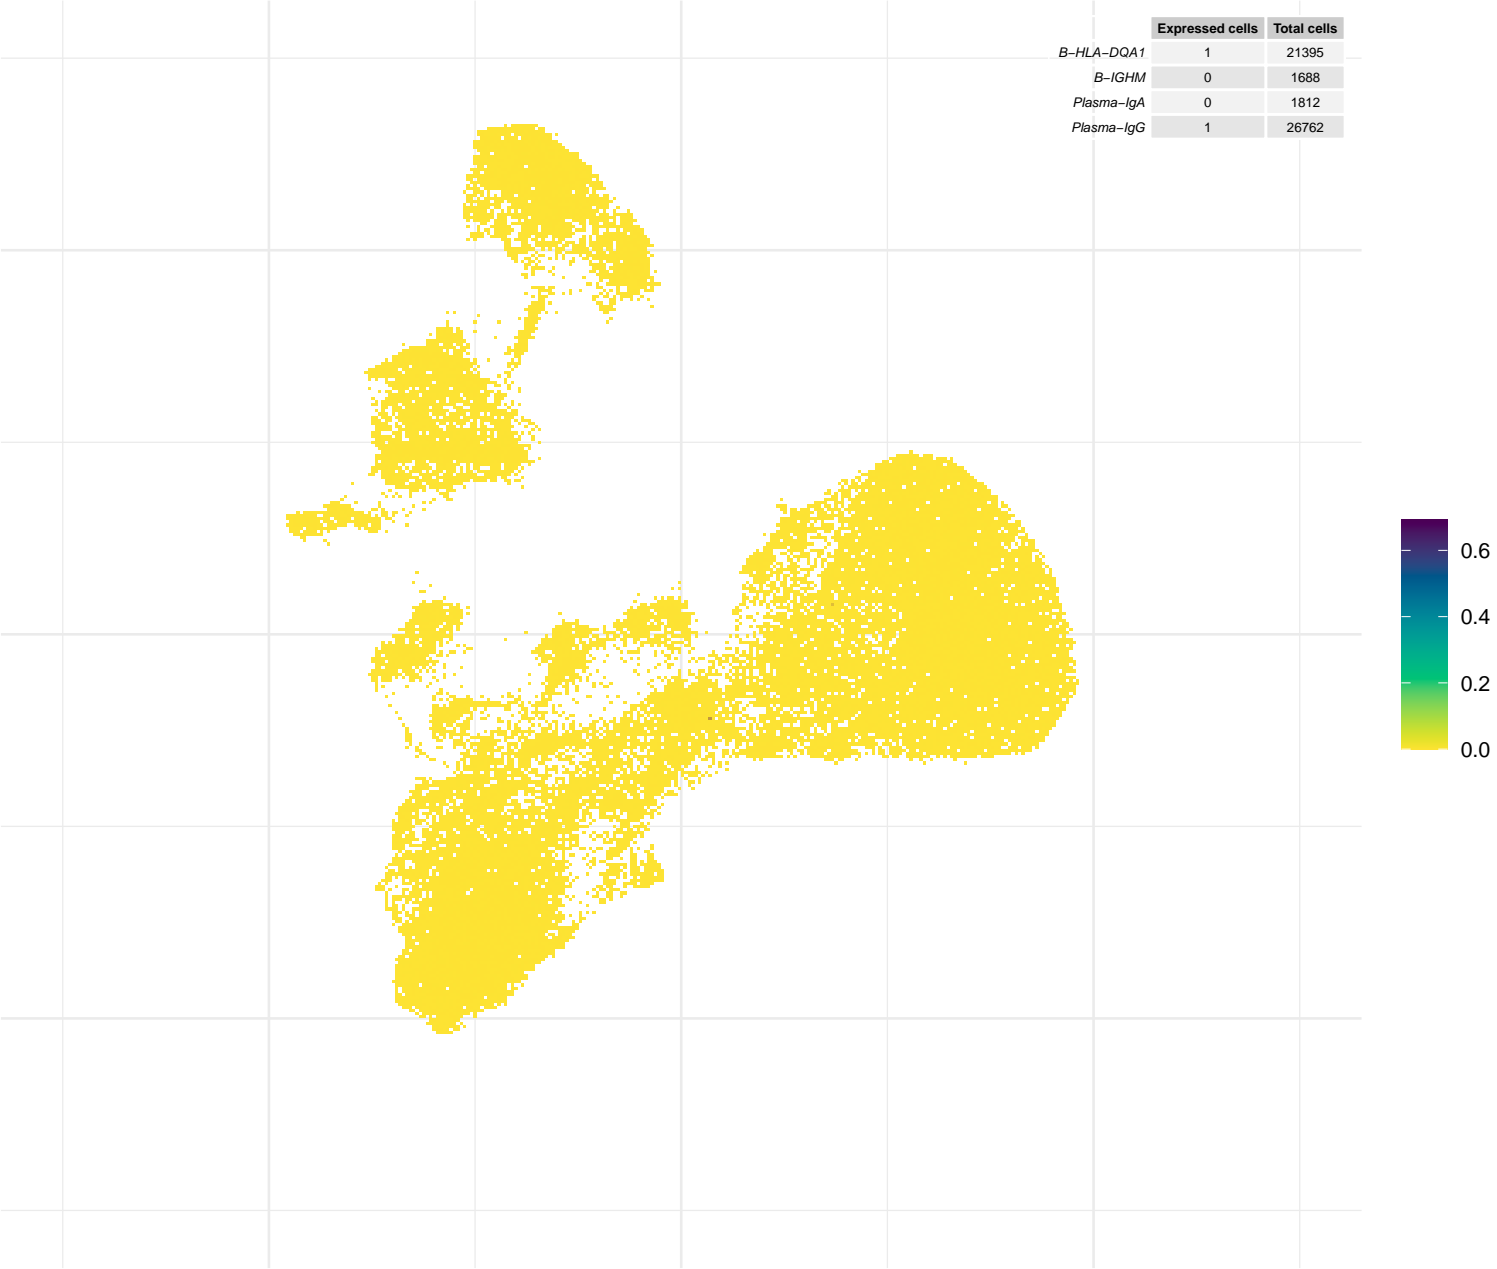 Expressed cells Total cells
B−HLA−DQA1 1 21395
B−IGHM 0 1688
Plasma−IgA 0 1812
Plasma−IgG 1 26762
0.6
0.4
0.2
0.0